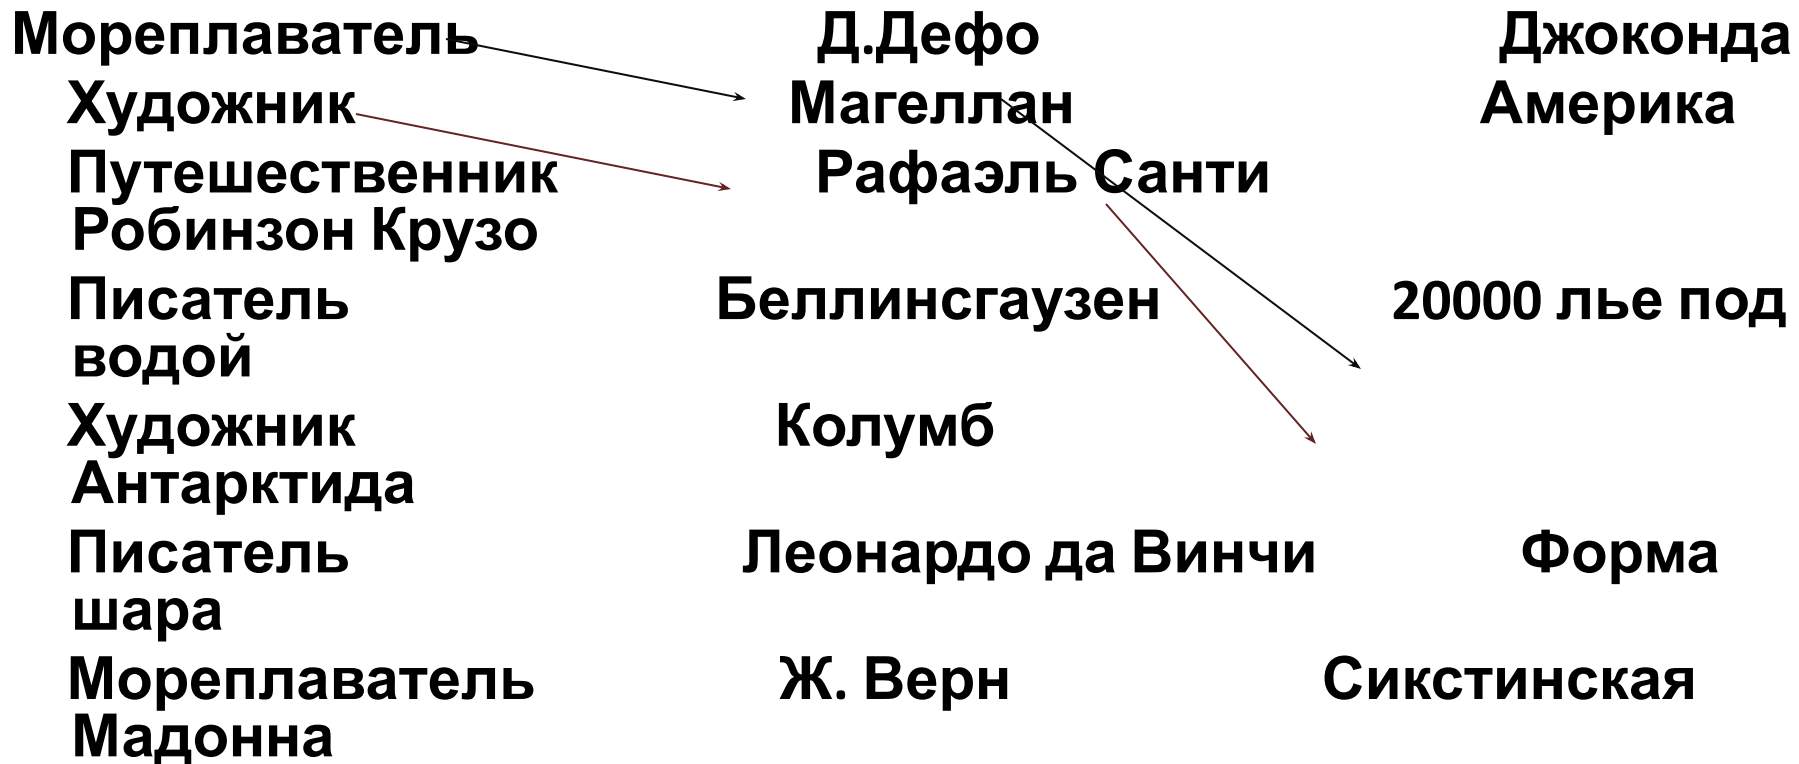 Мореплаватель Д.Дефо Джоконда
Художник Магеллан Америка
Путешественник Рафаэль Санти
Робинзон Крузо
Писатель Беллинсгаузен 20000 лье под
водой
Художник Колумб
Антарктида
Писатель Леонардо да Винчи Форма
шара
Мореплаватель Ж. Верн Сикстинская
Мадонна